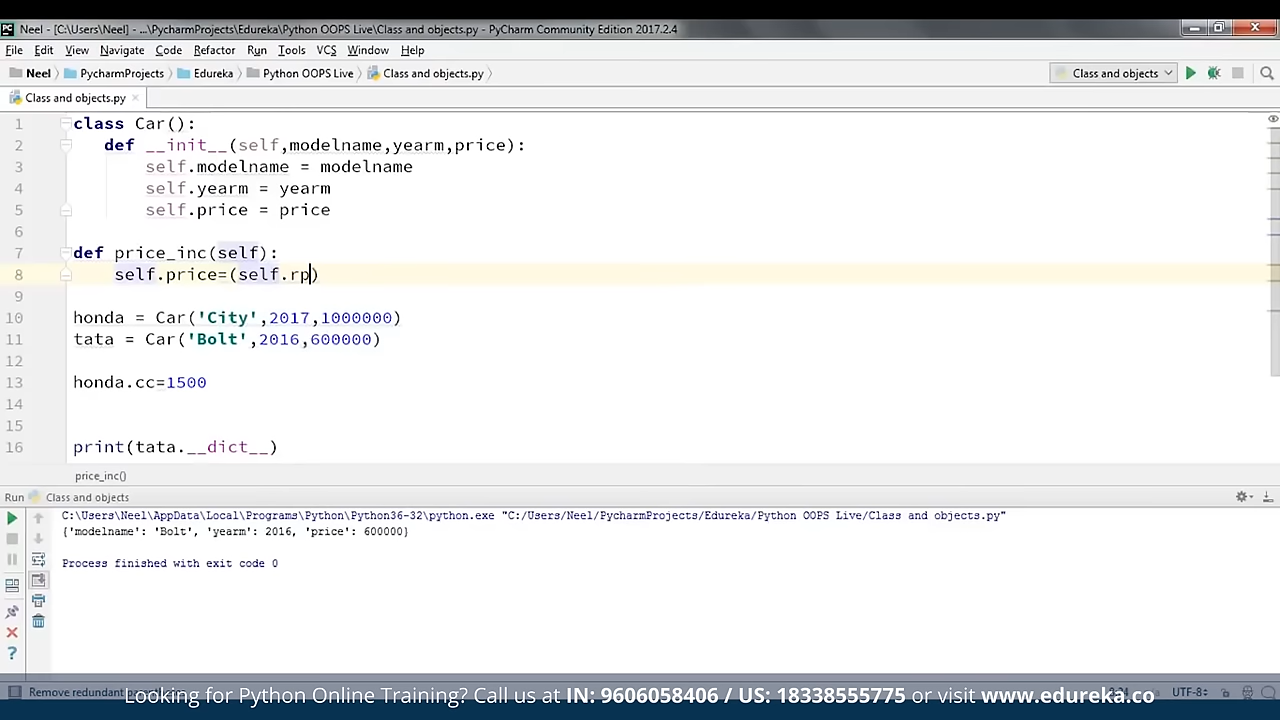 Neel - [C:\Users\Neel] - ...\PycharmProjects\Edureka\Python OOPS Live\Class and objects.py - PyCharm Community Edition 2017.2.4
File Edit View Navigate Code Refactor Run Tools VCS Window Help
Neel PycharmProjects Edureka Python OOPS Live Class and objects.py Class and objects
Class and objects.py
1 class Car():
2 def __init__(self,modelname,yearm,price):
3 self.modelname = modelname
4 self.yearm = yearm
5 self.price = price
6
7 def price_inc(self):
8 self.price=(self.rp)
9
10 honda = Car('City',2017,1000000)
11 tata = Car('Bolt',2016,600000)
12
13 honda.cc=1500
14
15
16 print(tata.__dict__)
price_inc()
Run Class and objects
C:\Users\Neel\AppData\Local\Programs\Python\Python36-32\python.exe "C:/Users/Neel/PycharmProjects/Edureka/Python OOPS Live/Class and objects.py"
{'modelname': 'Bolt', 'yearm': 2016, 'price': 600000}
Process finished with exit code 0
Remove redundant UTF-8
Looking for Python Online Training? Call us at IN: 9606058406 / US: 18338555775 or visit www.edureka.co